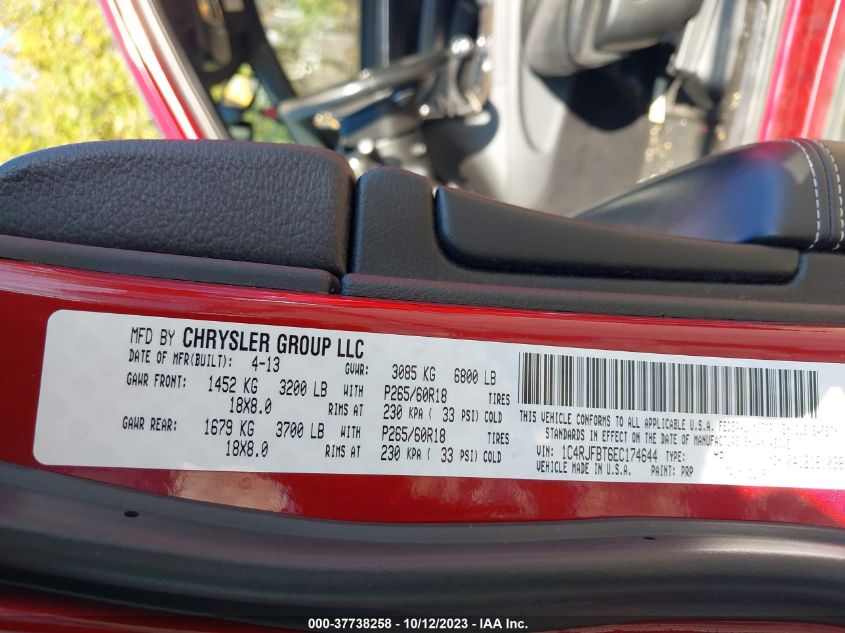 MFD BY CHRYSLER GROUP LLC
DATE OF MFR(BUILT): 4-13 GVWR: 3085 KG 6800 LB
GAWR FRONT: 1452 KG 3200 LB WITH P265/60R18 TIRES
18X8.0 RIMS AT 230 KPA ( 33 PSI) COLD
GAWR REAR: 1679 KG 3700 LB WITH P265/60R18 TIRES
18X8.0 RIMS AT 230 KPA ( 33 PSI) COLD
THIS VEHICLE CONFORMS TO ALL APPLICABLE U.S.A.
STANDARDS IN EFFECT ON THE DATE OF MANUFACTURE
VIN: 1C4RJFBT6EC174644 TYPE:
VEHICLE MADE IN U.S.A. PAINT: PRP
000-37738258 - 10/12/2023 - IAA Inc.